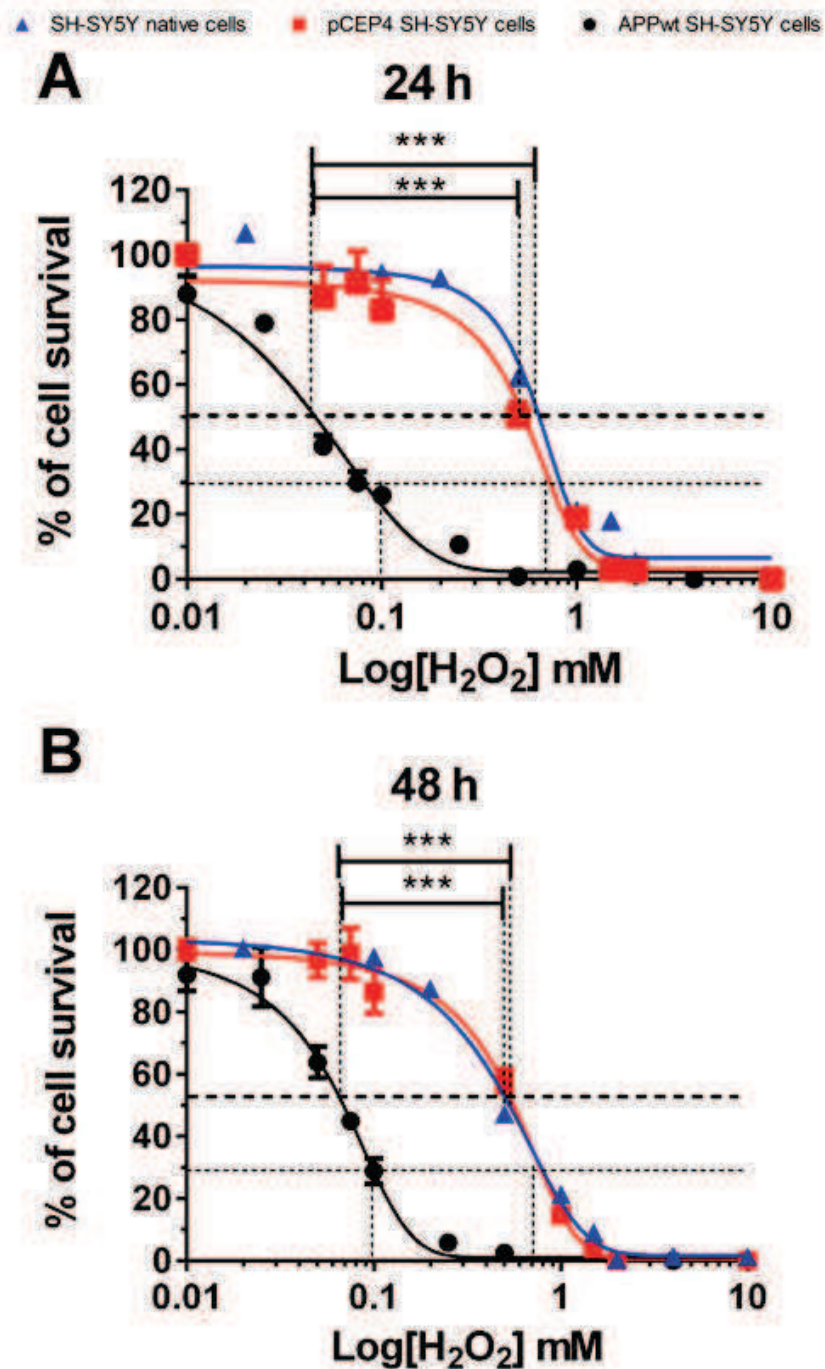 SH-SY5Y native cells pCEP4 SH-SY5Y cells APPwt SH-SY5Y cells
A
24 h
***
***
120
100
80
60
40
20
0
% of cell survival
0.01 0.1 1 10
Log[H₂O₂] mM
B
48 h
***
***
120
100
80
60
40
20
0
% of cell survival
0.01 0.1 1 10
Log[H₂O₂] mM